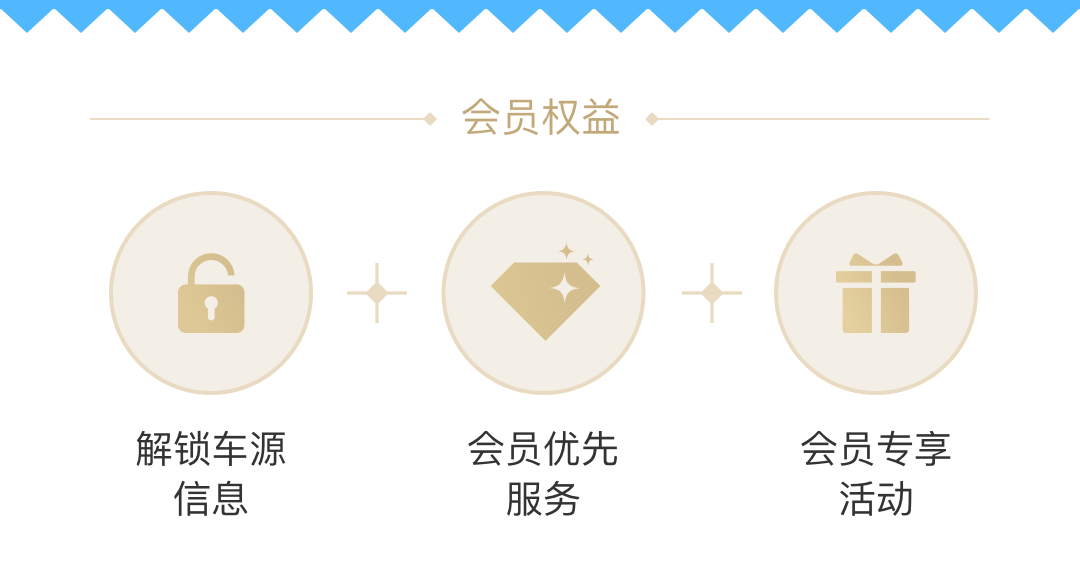 会员权益
解锁车源
信息
会员优先
服务
会员专享
活动